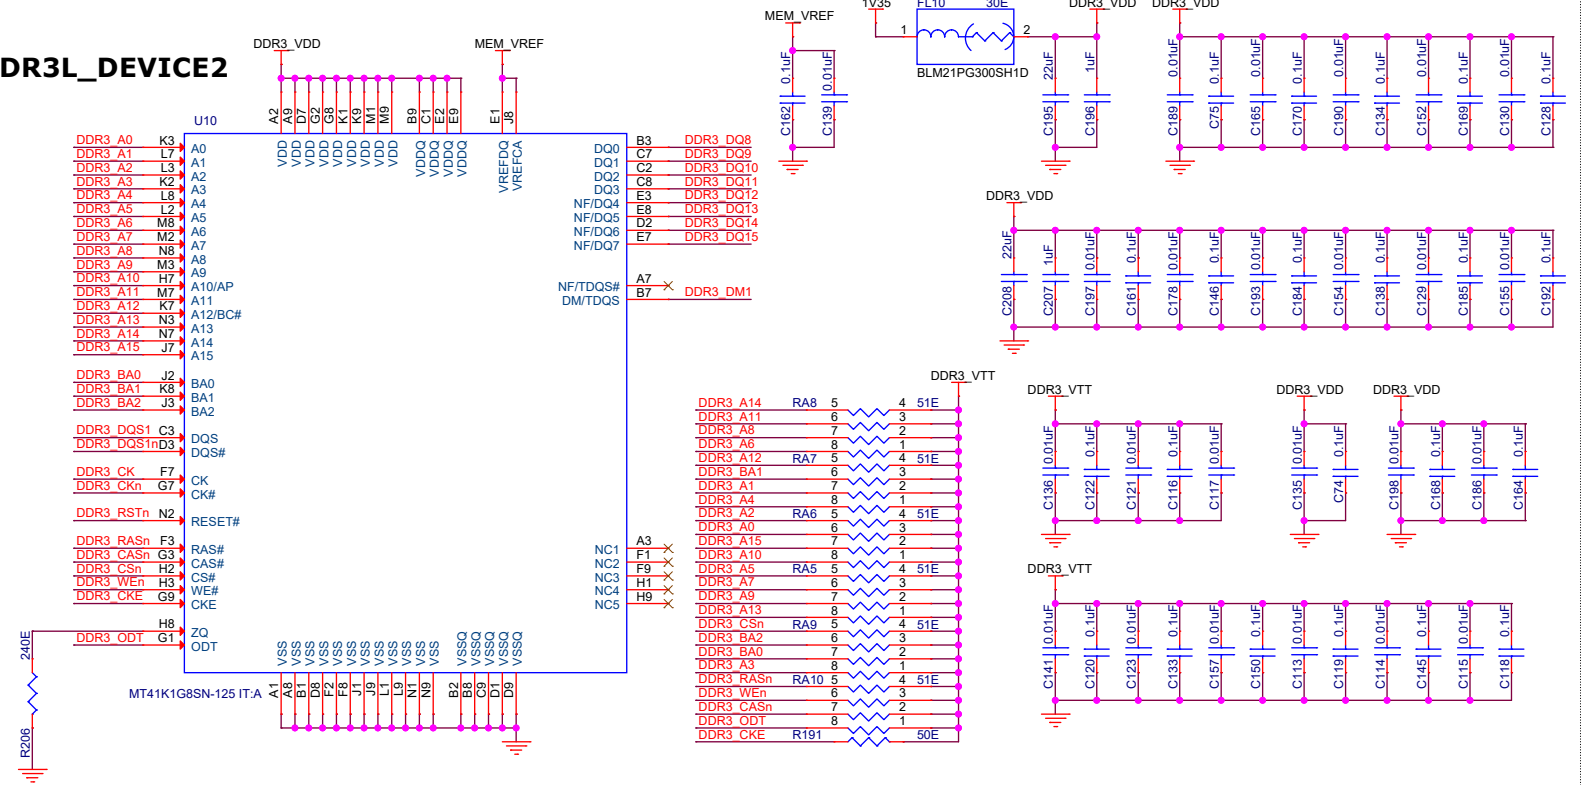 DR3L_DEVICE2
DDR3_VDD
MEM_VREF
A2 A9 D7 G2 G8 K1 K9 M1 M9 B9 C1 E2 E9 E1 J8
U10
VDD VDD VDD VDD VDD VDD VDD VDD VDD VDDQ VDDQ VDDQ VDDQ VREFDQ VREFCA
DDR3_A0 K3 A0
DDR3_A1 L7 A1
DDR3_A2 L3 A2
DDR3_A3 K2 A3
DDR3_A4 L8 A4
DDR3_A5 L2 A5
DDR3_A6 M8 A6
DDR3_A7 M2 A7
DDR3_A8 N8 A8
DDR3_A9 M3 A9
DDR3_A10 H7 A10/AP
DDR3_A11 M7 A11
DDR3_A12 K7 A12/BC#
DDR3_A13 N3 A13
DDR3_A14 N7 A14
DDR3_A15 J7 A15
DDR3_BA0 J2 BA0
DDR3_BA1 K8 BA1
DDR3_BA2 J3 BA2
DDR3_DQS1 C3 DQS
DDR3_DQS1n D3 DQS#
DDR3_CK F7 CK
DDR3_CKn G7 CK#
DDR3_RSTn N2 RESET#
DDR3_RASn F3 RAS#
DDR3_CASn G3 CAS#
DDR3_CSn H2 CS#
DDR3_WEn H3 WE#
DDR3_CKE G9 CKE
H8 ZQ
DDR3_ODT G1 ODT
240E
R206
DQ0 B3 DDR3_DQ8
DQ1 C7 DDR3_DQ9
DQ2 C2 DDR3_DQ10
DQ3 C8 DDR3_DQ11
NF/DQ4 E3 DDR3_DQ12
NF/DQ5 E8 DDR3_DQ13
NF/DQ6 D2 DDR3_DQ14
NF/DQ7 E7 DDR3_DQ15
NF/TDQS# A7
DM/TDQS B7 DDR3_DM1
NC1 A3
NC2 F1
NC3 F9
NC4 H1
NC5 H9
VSS VSS VSS VSS VSS VSS VSS VSS VSS VSS VSS VSS VSSQ VSSQ VSSQ VSSQ VSSQ
MT41K1G8SN-125 IT:A
A1 A8 B1 D8 F2 F8 J1 J9 L1 L9 N1 N9 B2 B8 C9 D1 D9
MEM_VREF
0.1uF 0.01uF
C162 C139
1V35
FL10 30E
1 2
BLM21PG300SH1D
DDR3_VDD
22uF 1uF
C195 C196
DDR3_VDD
0.01uF 0.1uF 0.01uF 0.1uF 0.01uF 0.1uF 0.01uF 0.1uF 0.01uF 0.1uF
C189 C75 C165 C170 C190 C134 C152 C169 C130 C128
DDR3_VDD
22uF 1uF 0.01uF 0.1uF 0.01uF 0.1uF 0.01uF 0.1uF 0.01uF 0.1uF 0.01uF 0.1uF 0.01uF 0.1uF
C208 C207 C197 C161 C178 C146 C193 C184 C154 C138 C129 C185 C155 C192
DDR3_VTT
DDR3_A14 RA8 5 4 51E
DDR3_A11 6 3
DDR3_A8 7 2
DDR3_A6 8 1
DDR3_A12 RA7 5 4 51E
DDR3_BA1 6 3
DDR3_A1 7 2
DDR3_A4 8 1
DDR3_A2 RA6 5 4 51E
DDR3_A0 6 3
DDR3_A15 7 2
DDR3_A10 8 1
DDR3_A5 RA5 5 4 51E
DDR3_A7 6 3
DDR3_A9 7 2
DDR3_A13 8 1
DDR3_CSn RA9 5 4 51E
DDR3_BA2 6 3
DDR3_BA0 7 2
DDR3_A3 8 1
DDR3_RASn RA10 5 4 51E
DDR3_WEn 6 3
DDR3_CASn 7 2
DDR3_ODT 8 1
DDR3_CKE R191 50E
DDR3_VTT
0.01uF 0.1uF 0.01uF 0.1uF 0.01uF
C136 C122 C121 C116 C117
DDR3_VDD
0.01uF 0.1uF
C135 C74
DDR3_VDD
0.01uF 0.1uF 0.01uF 0.1uF
C198 C168 C186 C164
DDR3_VTT
0.01uF 0.1uF 0.01uF 0.1uF 0.01uF 0.1uF 0.01uF 0.1uF 0.01uF 0.1uF 0.01uF 0.1uF
C141 C120 C123 C133 C157 C150 C113 C119 C114 C145 C115 C118